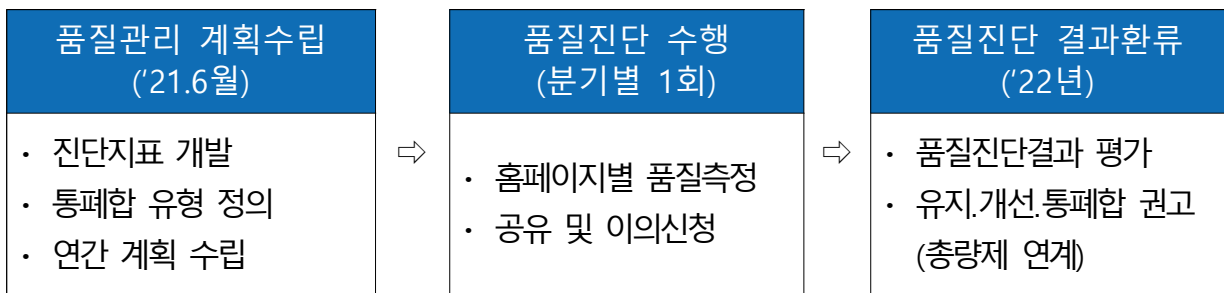 품질관리 계획수립
('21.6월)
· 진단지표 개발
· 통폐합 유형 정의
· 연간 계획 수립
⇨
품질진단 수행
(분기별 1회)
· 홈페이지별 품질측정
· 공유 및 이의신청
⇨
품질진단 결과환류
('22년)
· 품질진단결과 평가
· 유지.개선.통폐합 권고
(총량제 연계)